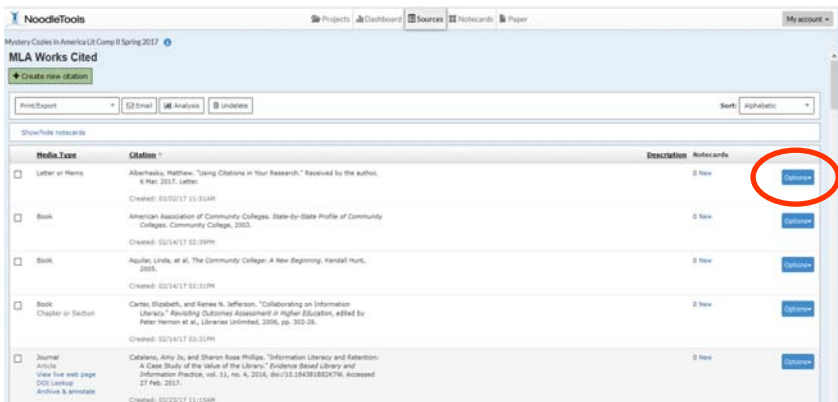 NoodleTools
Projects Dashboard Sources Notecards Paper
My account
Mystery Cozies in America Lit Comp II Spring 2017
MLA Works Cited
+ Create new citation
Print/Export Email Analysis Undelete Sort: Alphabetic
Show/hide notecards
Media Type Citation Description Notecards
Letter or Memo Alberhasky, Matthew. "Using Citations in Your Research." Received by the author, 0 New Options
6 Mar. 2017. Letter.
Created: 03/02/17 11:51AM
Book American Association of Community Colleges. State-by-State Profile of Community 0 New Options
Colleges. Community College, 2003.
Created: 02/14/17 02:39PM
Book Aquilar, Linda, et al. The Community College: A New Beginning. Kendall Hunt, 0 New Options
2005.
Created: 02/14/17 02:31PM
Book Carter, Elizabeth, and Renee N. Jefferson. "Collaborating on Information 0 New Options
Chapter or Section Literacy." Revisiting Outcomes Assessment in Higher Education, edited by
Peter Hernon et al., Libraries Unlimited, 2006, pp. 302-26.
Created: 02/14/17 03:31PM
Journal Catalano, Amy Jo, and Sharon Rose Phillips. "Information Literacy and Retention: 0 New Options
Article A Case Study of the Value of the Library." Evidence Based Library and
View live web page Information Practice, vol. 11, no. 4, 2016, Accessed
DOI Lookup 27 Feb. 2017.
Archive & annotate
Created: 02/23/17 11:15AM